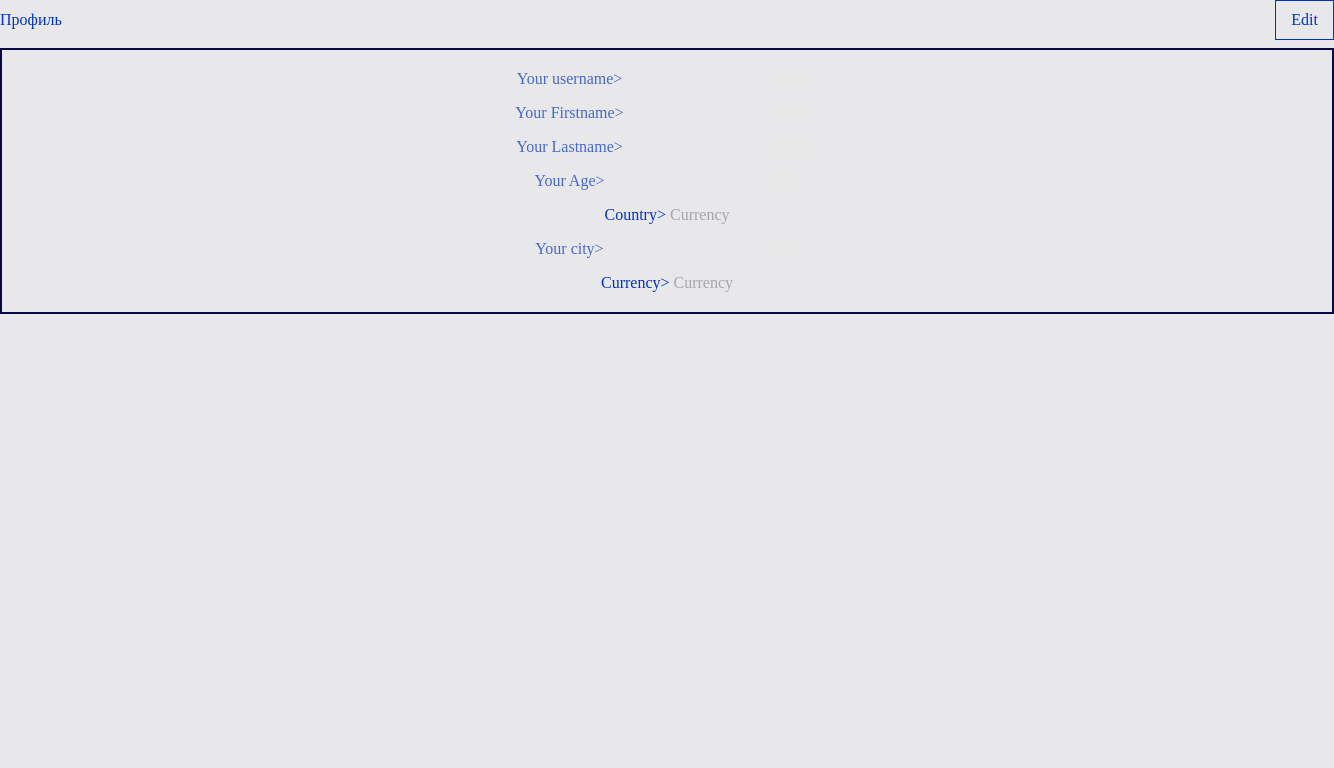 Профиль
Edit
Your username>
Your Firstname>
Your Lastname>
Your Age>
Country> Currency
Your city>
Currency> Currency